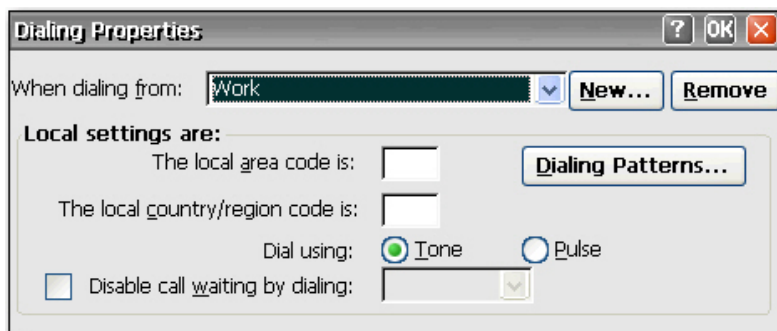 Dialing Properties ? OK ×
When dialing from: Work New... Remove
Local settings are:
The local area code is: Dialing Patterns...
The local country/region code is:
Dial using: Tone Pulse
Disable call waiting by dialing: